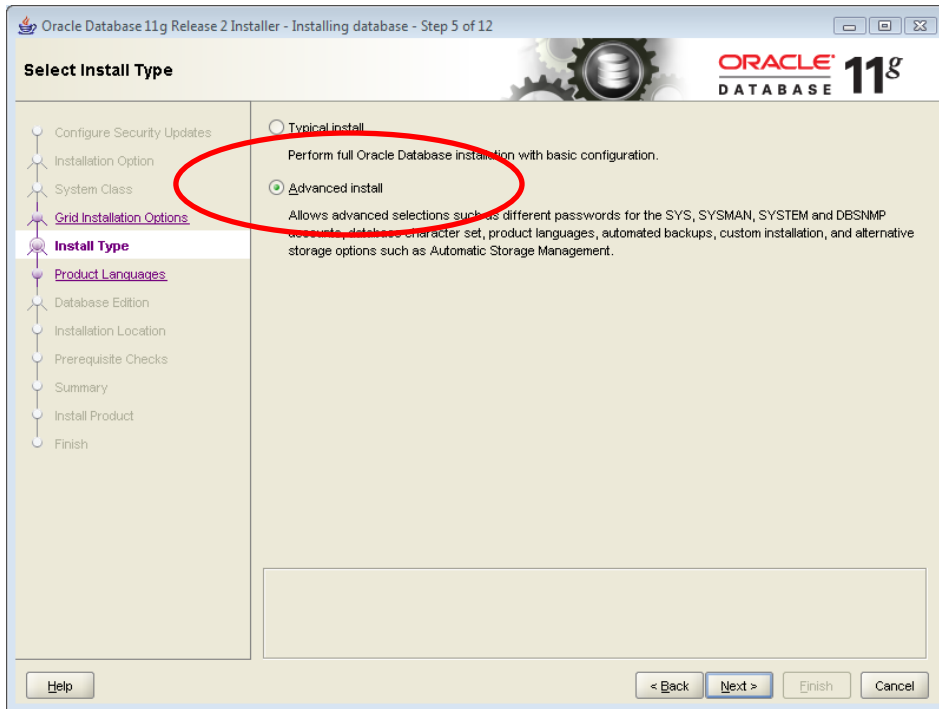 Oracle Database 11g Release 2 Installer - Installing database - Step 5 of 12
Select Install Type
ORACLE
DATABASE
11g
Configure Security Updates
Installation Option
System Class
Grid Installation Options
Install Type
Product Languages
Database Edition
Installation Location
Prerequisite Checks
Summary
Install Product
Finish
Typical install
Perform full Oracle Database installation with basic configuration.
Advanced install
Allows advanced selections such as different passwords for the SYS, SYSMAN, SYSTEM and DBSNMP
accounts, database character set, product languages, automated backups, custom installation, and alternative
storage options such as Automatic Storage Management.
Help
< Back
Next >
Finish
Cancel